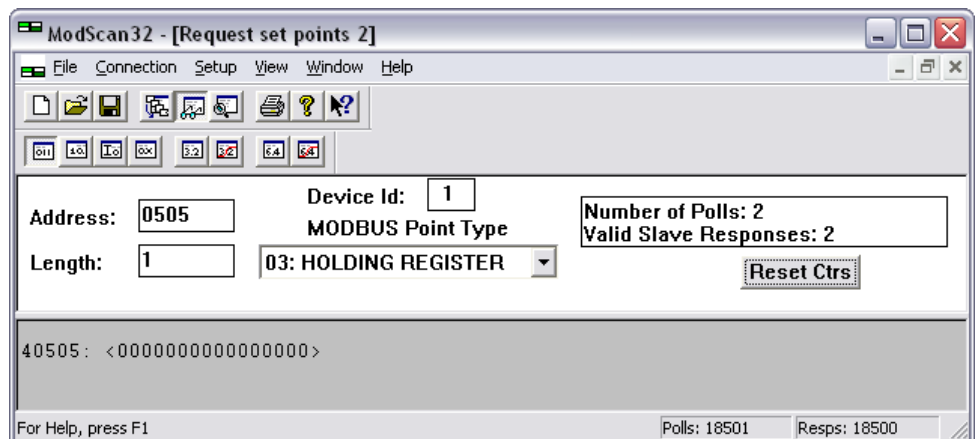 ModScan32 - [Request set points 2]
File Connection Setup View Window Help
Address: 0505
Device Id: 1
MODBUS Point Type
Length: 1
03: HOLDING REGISTER
Number of Polls: 2
Valid Slave Responses: 2
Reset Ctrs
40505: <0000000000000000>
For Help, press F1
Polls: 18501
Resps: 18500